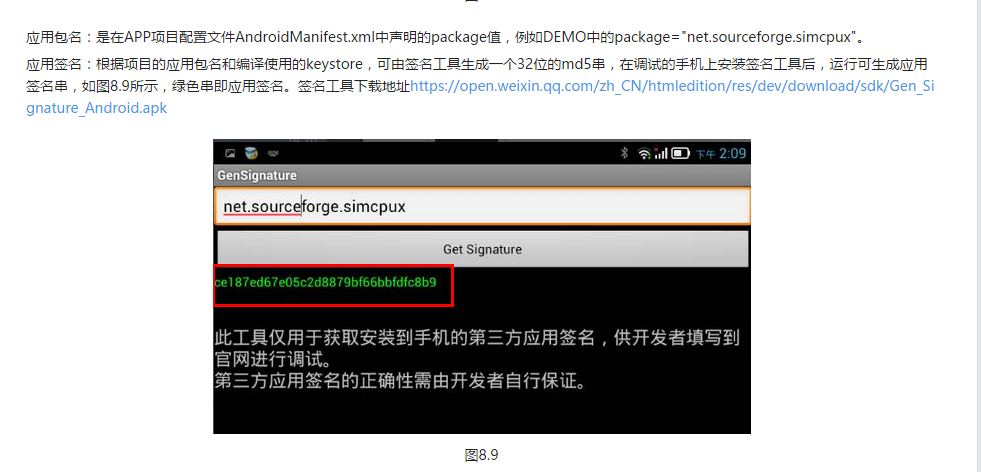 应用包名：是在APP项目配置文件AndroidManifest.xml中声明的package值，例如DEMO中的package="net.sourceforge.simcpux"。
应用签名：根据项目的应用包名和编译使用的keystore，可由签名工具生成一个32位的md5串，在调试的手机上安装签名工具后，运行可生成应用
签名串，如图8.9所示，绿色串即应用签名。签名工具下载地址https://open.weixin.qq.com/zh_CN/htmledition/res/dev/download/sdk/Gen_Si
gnature_Android.apk
下午 2:09
GenSignature
net.sourceforge.simcpux
Get Signature
ce187ed67e05c2d8879bf66bbfdfc8b9
此工具仅用于获取安装到手机的第三方应用签名，供开发者填写到
官网进行调试。
第三方应用签名的正确性需由开发者自行保证。
图8.9